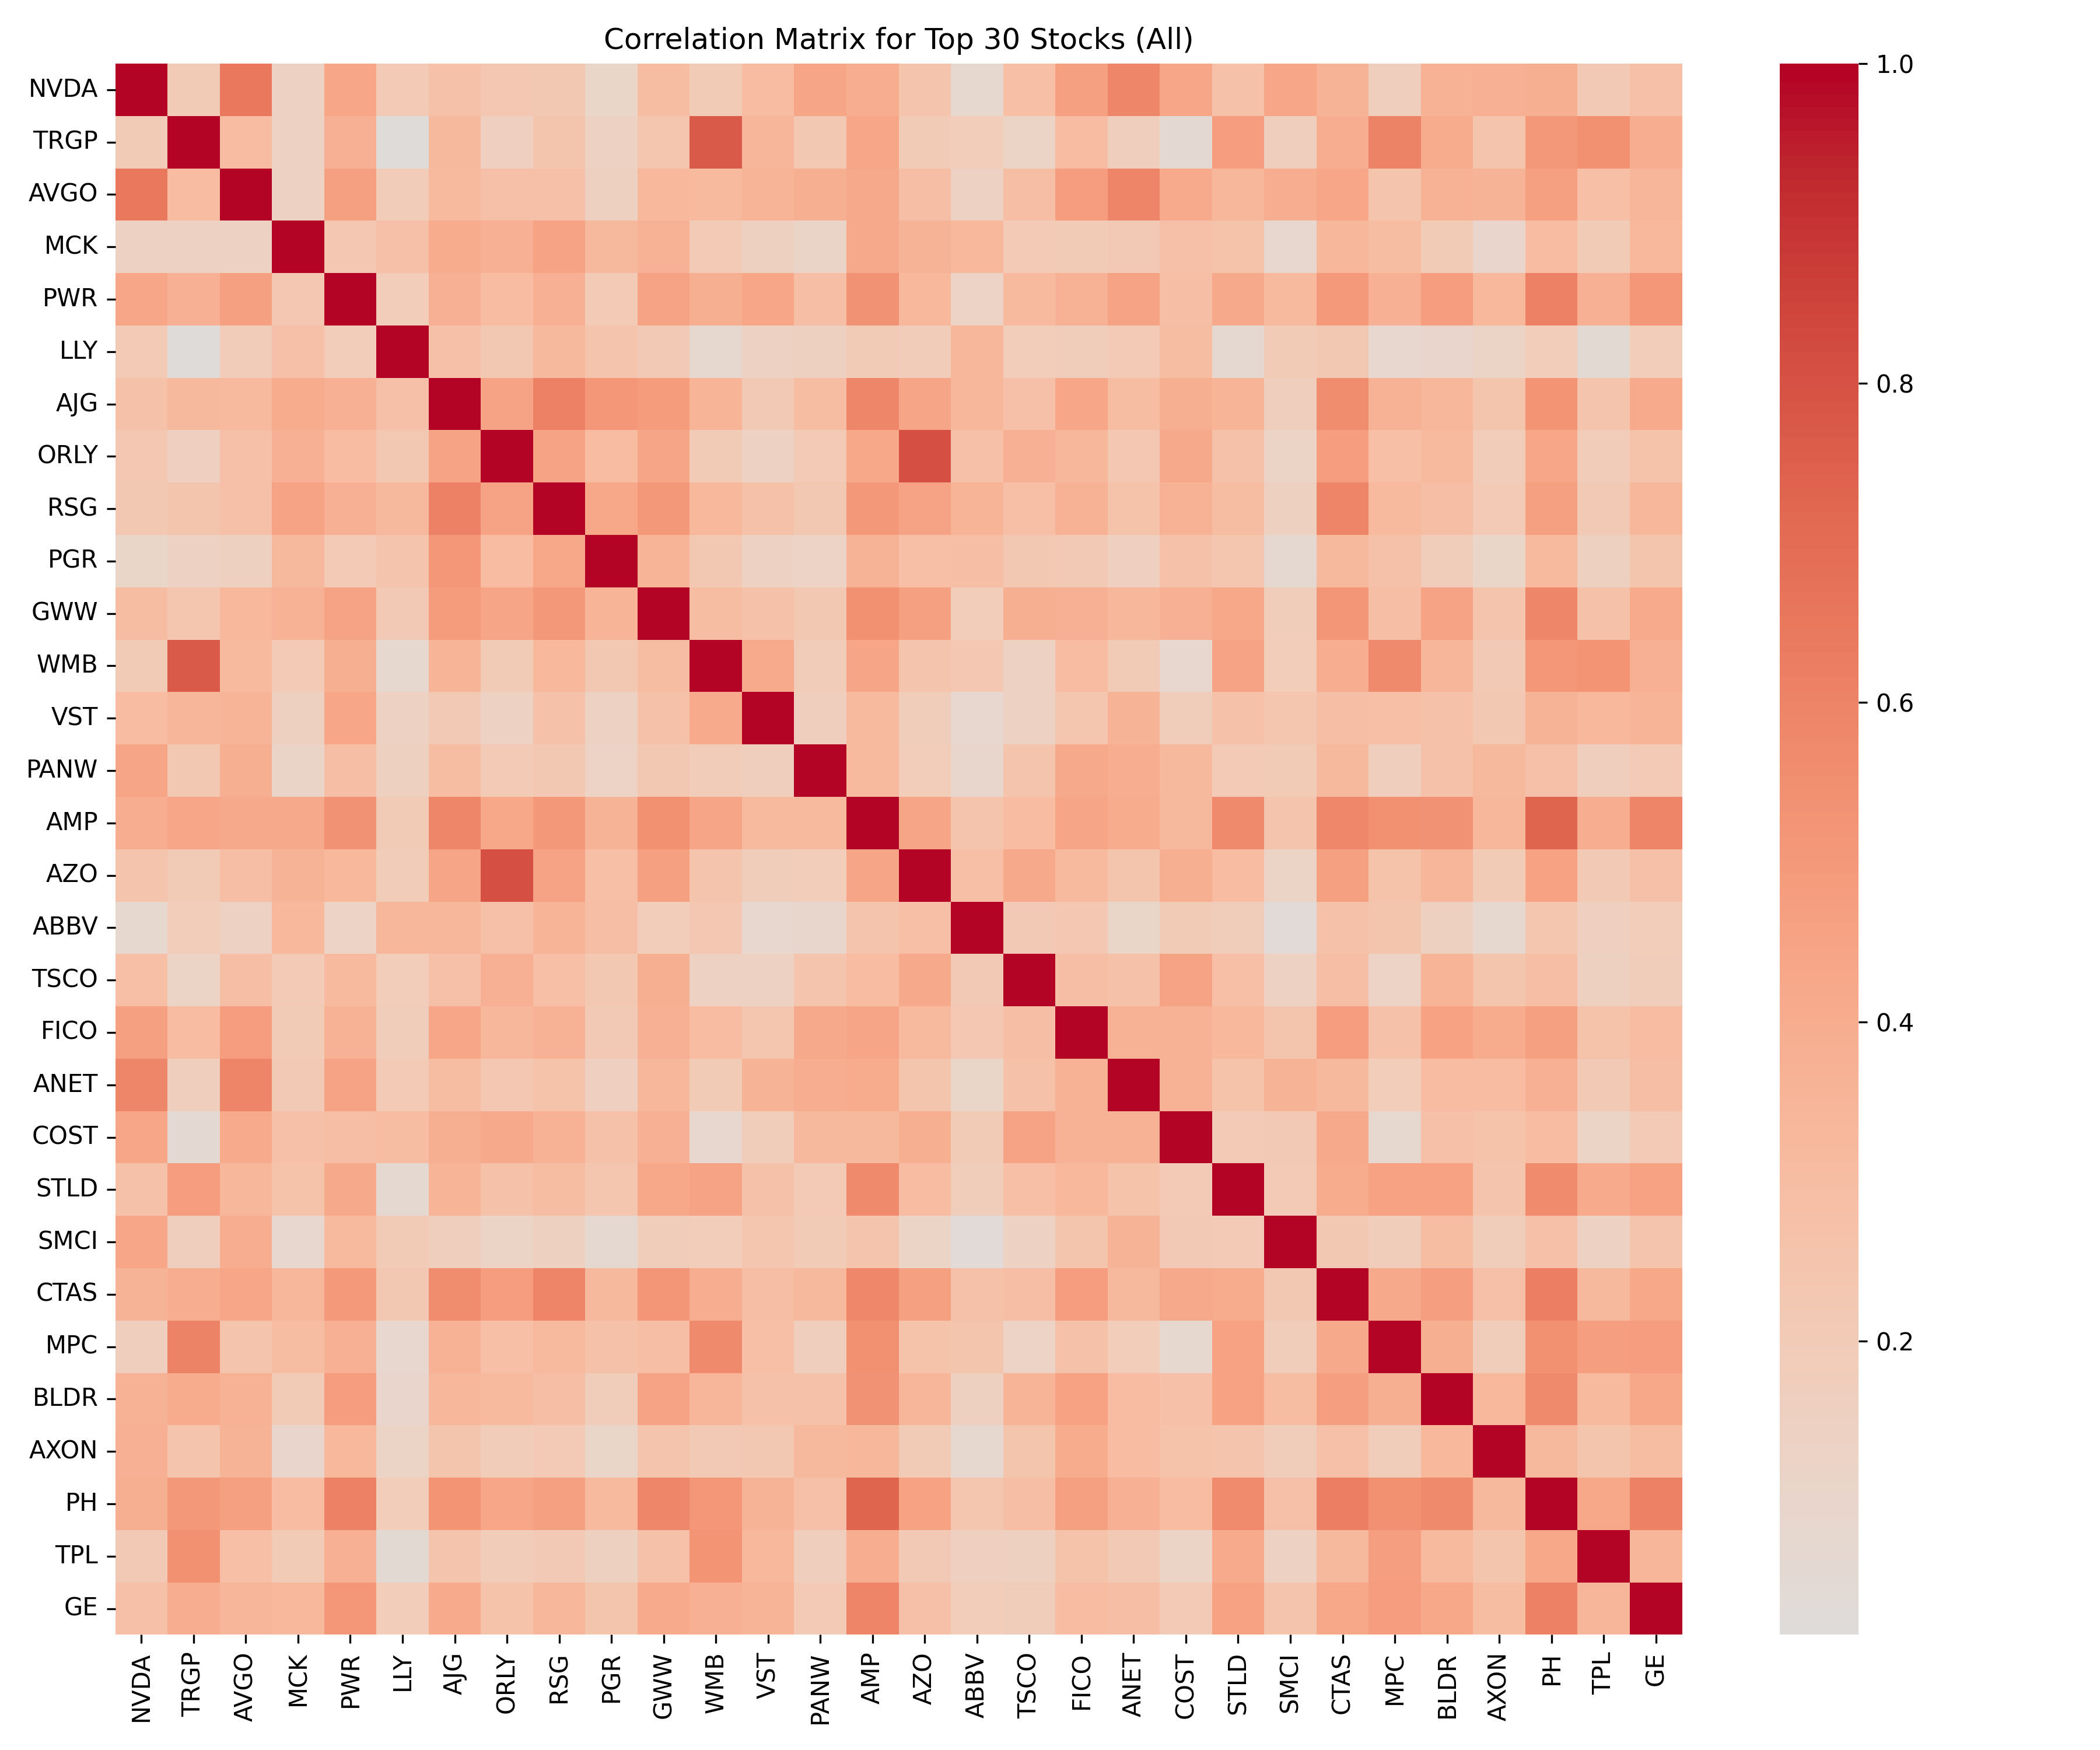 Correlation Matrix for Top 30 Stocks (All)
NVDA
TRGP
AVGO
MCK
PWR
LLY
AJG
ORLY
RSG
PGR
GWW
WMB
VST
PANW
AMP
AZO
ABBV
TSCO
FICO
ANET
COST
STLD
SMCI
CTAS
MPC
BLDR
AXON
PH
TPL
GE
NVDA TRGP AVGO MCK PWR LLY AJG ORLY RSG PGR GWW WMB VST PANW AMP AZO ABBV TSCO FICO ANET COST STLD SMCI CTAS MPC BLDR AXON PH TPL GE
1.0
0.8
0.6
0.4
0.2